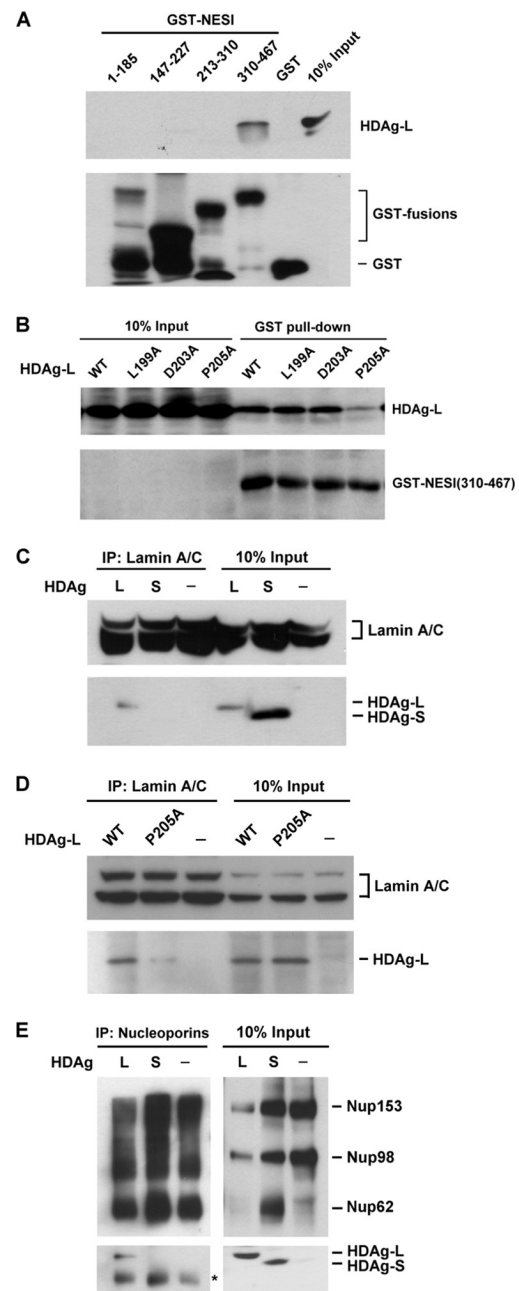 A
GST-NESI
1-185 147-227 213-310 310-467 GST 10% Input
HDAg-L
GST-fusions
GST
B
10% Input GST pull-down
HDAg-L WT L199A D203A P205A WT L199A D203A P205A
HDAg-L
GST-NESI(310-467)
C
IP: Lamin A/C 10% Input
HDAg L S – L S –
Lamin A/C
HDAg-L
HDAg-S
D
IP: Lamin A/C 10% Input
HDAg-L WT P205A – WT P205A –
Lamin A/C
HDAg-L
E
IP: Nucleoporins 10% Input
HDAg L S – L S –
Nup153
Nup98
Nup62
HDAg-L
* HDAg-S